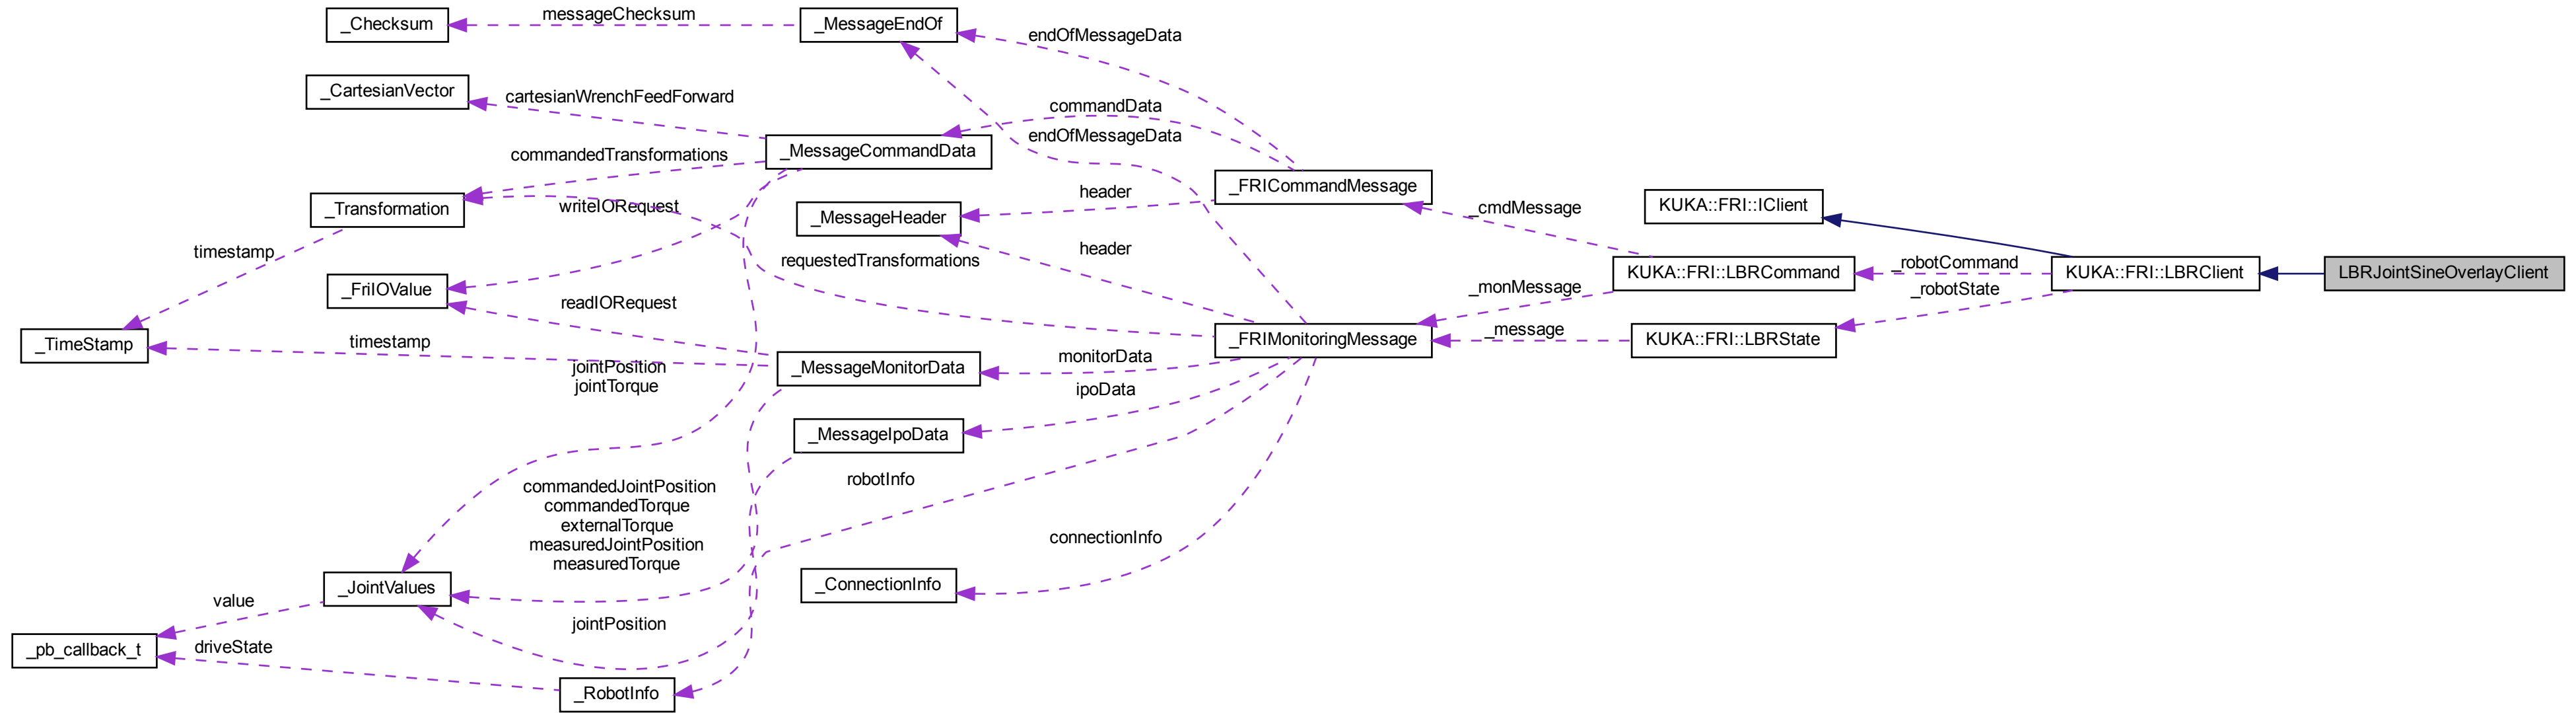 _Checksum
messageChecksum
_MessageEndOf
endOfMessageData
_CartesianVector
cartesianWrenchFeedForward
commandData
endOfMessageData
_MessageCommandData
commandedTransformations
_FRICommandMessage
header
_Transformation
writeIORequest
_MessageHeader
_cmdMessage
KUKA::FRI::IClient
timestamp
header
requestedTransformations
_robotCommand
KUKA::FRI::LBRCommand
KUKA::FRI::LBRClient
LBRJointSineOverlayClient
_FriIOValue
readIORequest
_monMessage
_robotState
_TimeStamp
timestamp
_FRIMonitoringMessage
_message
KUKA::FRI::LBRState
jointPosition
jointTorque
_MessageMonitorData
monitorData
ipoData
_MessageIpoData
robotInfo
commandedJointPosition
commandedTorque
externalTorque
measuredJointPosition
measuredTorque
connectionInfo
_JointValues
_ConnectionInfo
value
jointPosition
_pb_callback_t
driveState
_RobotInfo